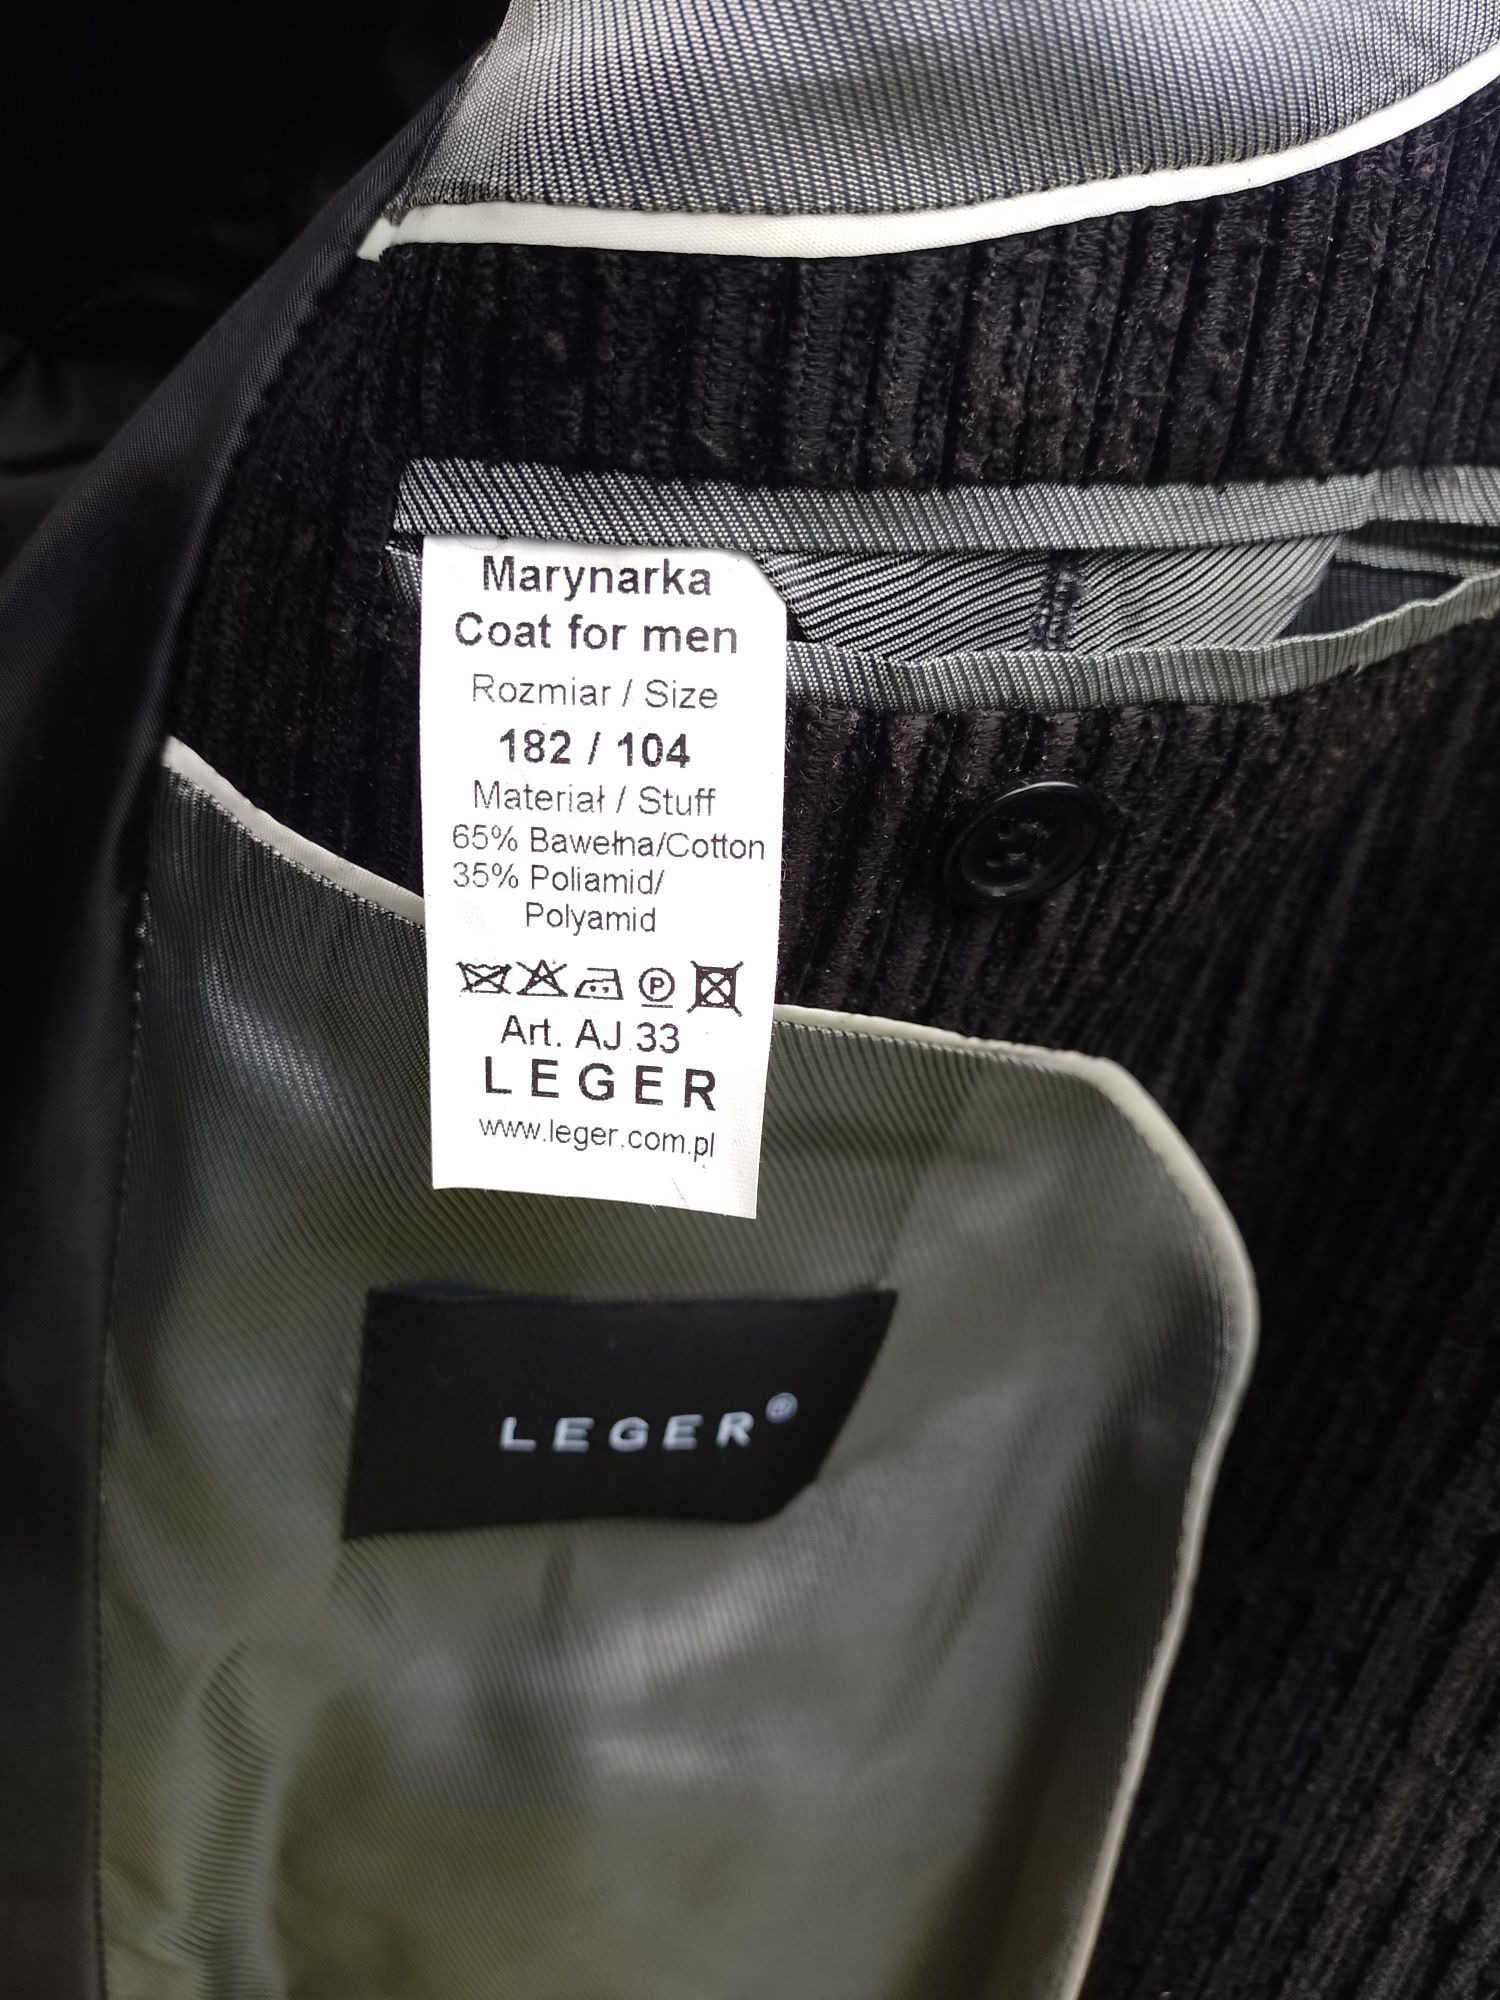 Marynarka
Coat for men
Rozmiar / Size
182 / 104
Materiał / Stuff
65% Bawełna/Cotton
35% Poliamid/
Polyamid
P
Art. AJ 33
LEGER
www.leger.com.pl
LEGER®